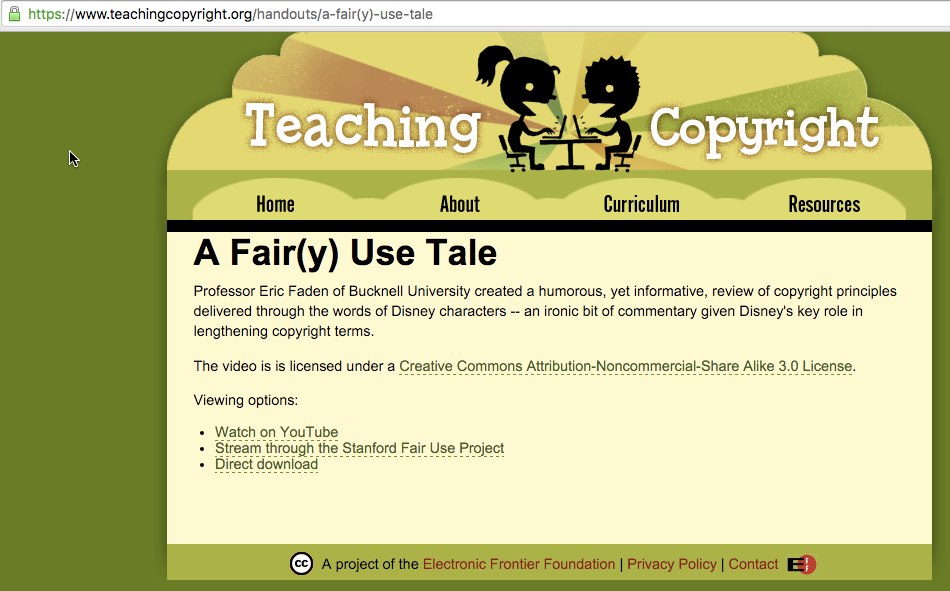 https://www.teachingcopyright.org/handouts/a-fair(y)-use-tale
Teaching Copyright
Home About Curriculum Resources
A Fair(y) Use Tale
Professor Eric Faden of Bucknell University created a humorous, yet informative, review of copyright principles
delivered through the words of Disney characters -- an ironic bit of commentary given Disney's key role in
lengthening copyright terms.
The video is is licensed under a Creative Commons Attribution-Noncommercial-Share Alike 3.0 License.
Viewing options:
• Watch on YouTube
• Stream through the Stanford Fair Use Project
• Direct download
cc A project of the Electronic Frontier Foundation | Privacy Policy | Contact EFF